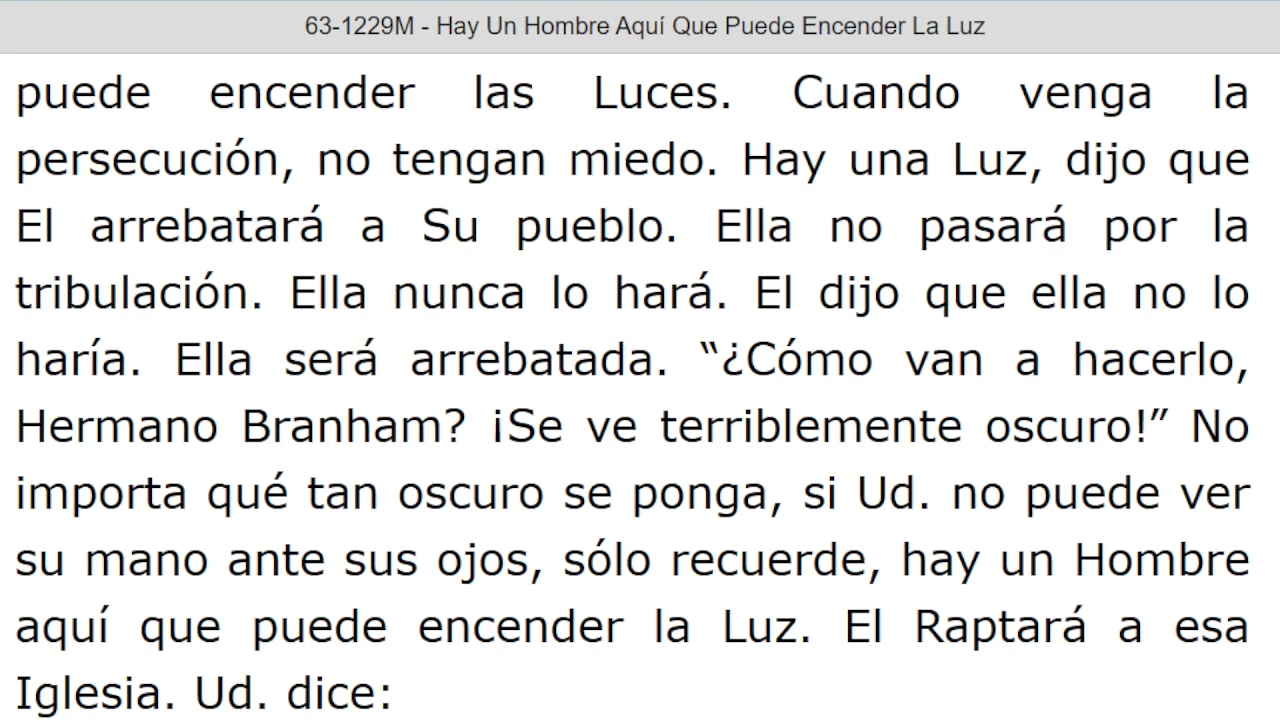 63-1229M - Hay Un Hombre Aquí Que Puede Encender La Luz
puede encender las Luces. Cuando venga la
persecución, no tengan miedo. Hay una Luz, dijo que
El arrebatará a Su pueblo. Ella no pasará por la
tribulación. Ella nunca lo hará. El dijo que ella no lo
haría. Ella será arrebatada. “¿Cómo van a hacerlo,
Hermano Branham? ¡Se ve terriblemente oscuro!” No
importa qué tan oscuro se ponga, si Ud. no puede ver
su mano ante sus ojos, sólo recuerde, hay un Hombre
aquí que puede encender la Luz. El Raptará a esa
Iglesia. Ud. dice: